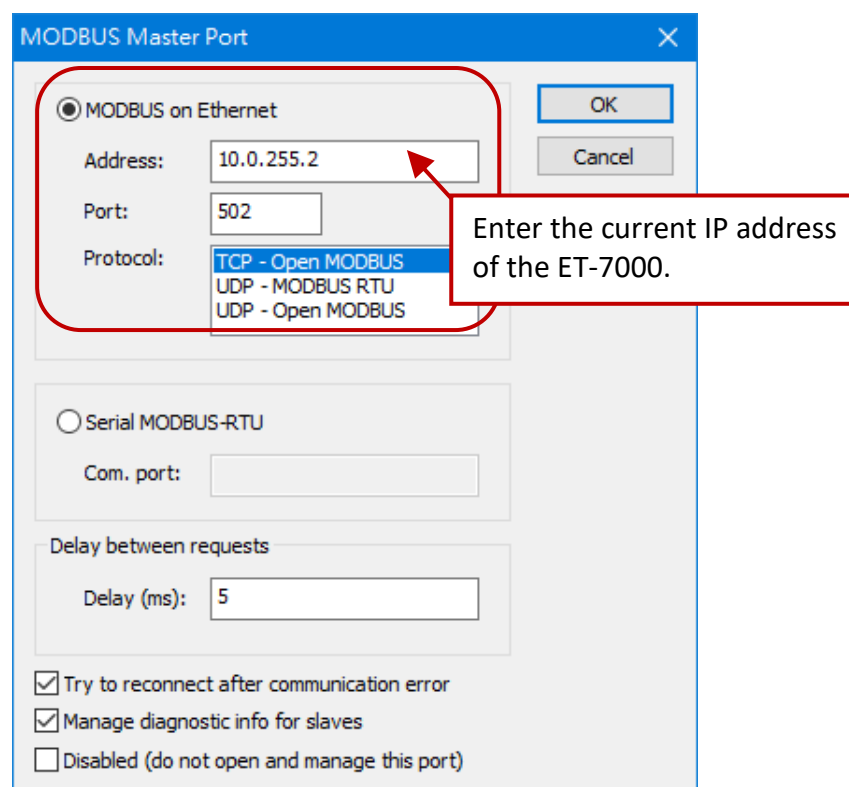 MODBUS Master Port
MODBUS on Ethernet
OK
Address:
10.0.255.2
Cancel
Port:
502
Enter the current IP address
of the ET-7000.
Protocol:
TCP - Open MODBUS
UDP - MODBUS RTU
UDP - Open MODBUS
Serial MODBUS-RTU
Com. port:
Delay between requests
Delay (ms):
5
Try to reconnect after communication error
Manage diagnostic info for slaves
Disabled (do not open and manage this port)